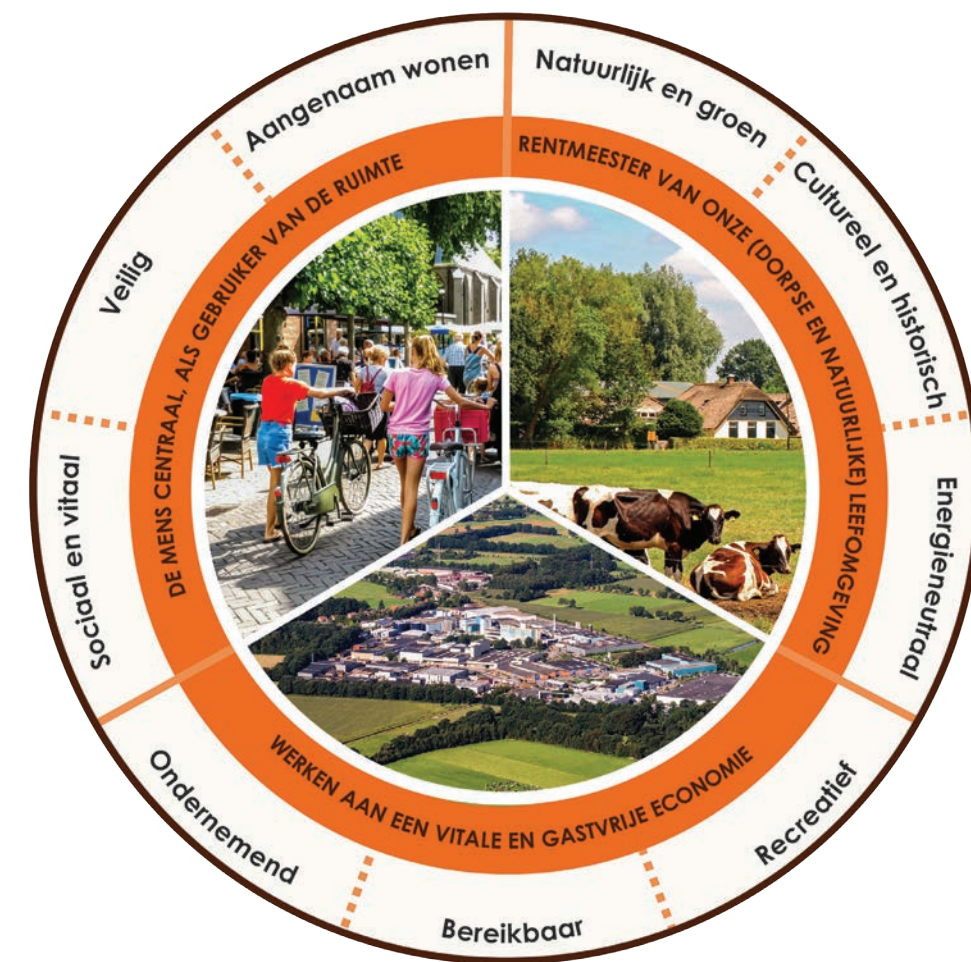 Aangenaam wonen
Natuurlijk en groen
Cultureel en historisch
Energieneutraal
Recreatief
Bereikbaar
Ondernemend
Sociaal en vitaal
Veilig
DE MENS CENTRAAL, ALS GEBRUIKER VAN DE RUIMTE
RENTMEESTER VAN ONZE (DORPSE EN NATUURLIJKE) LEEFOMGEVING
WERKEN AAN EEN VITALE EN GASTVRIJE ECONOMIE